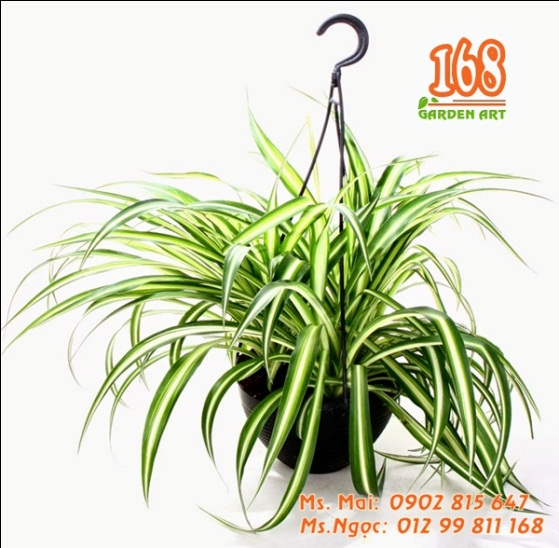 168
GARDEN ART
Ms. Mai: 0902 815 647
Ms.Ngọc: 012 99 811 168